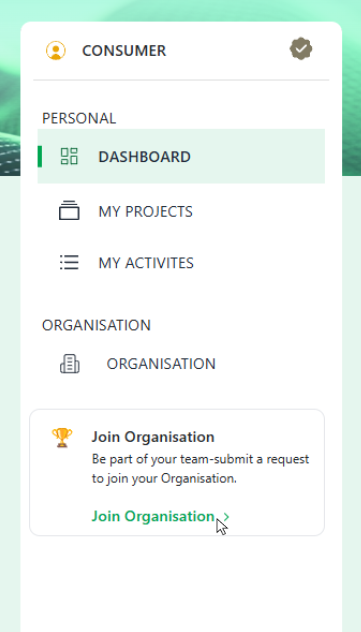 CONSUMER
PERSONAL
DASHBOARD
MY PROJECTS
MY ACTIVITES
ORGANISATION
ORGANISATION
Join Organisation
Be part of your team-submit a request
to join your Organisation.
Join Organisation >